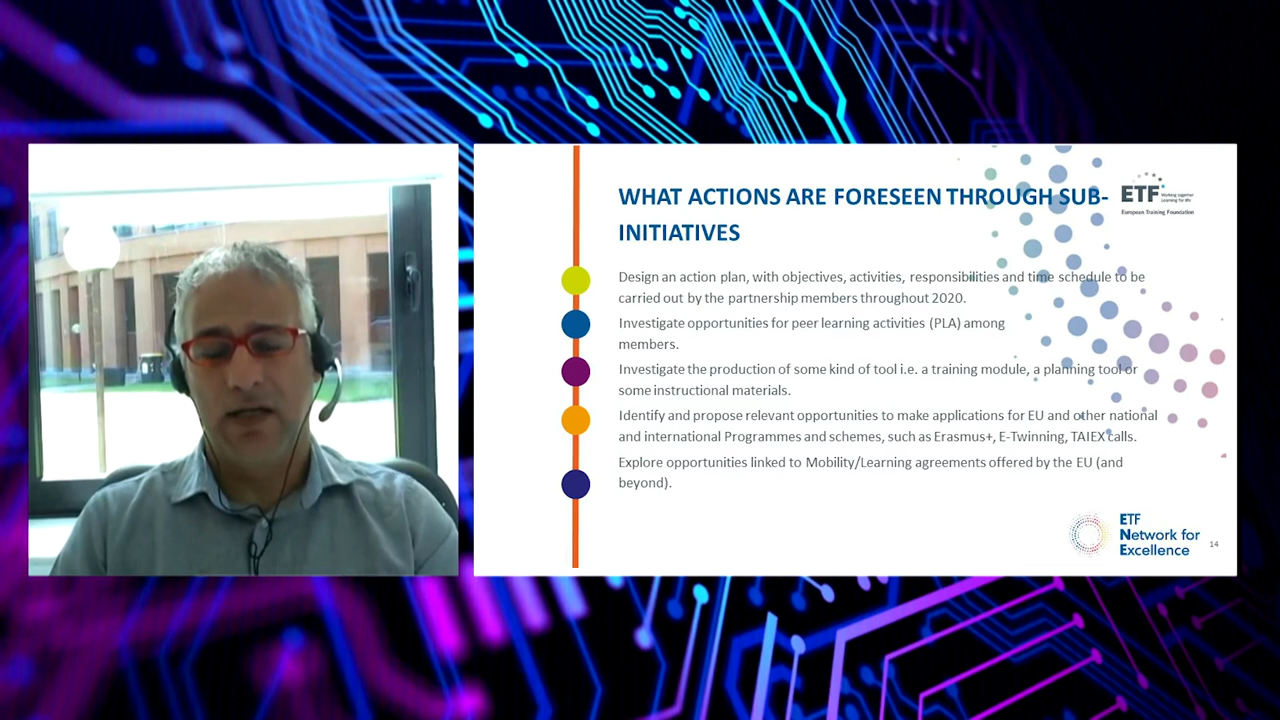 WHAT ACTIONS ARE FORESEEN THROUGH SUB-
INITIATIVES
ETF
Working together
Learning for life
European Training Foundation
Design an action plan, with objectives, activities, responsibilities and time schedule to be
carried out by the partnership members throughout 2020.
Investigate opportunities for peer learning activities (PLA) among
members.
Investigate the production of some kind of tool i.e. a training module, a planning tool or
some instructional materials.
Identify and propose relevant opportunities to make applications for EU and other national
and international Programmes and schemes, such as Erasmus+, E-Twinning, TAIEX calls.
Explore opportunities linked to Mobility/Learning agreements offered by the EU (and
beyond).
ETF
Network for
Excellence
14